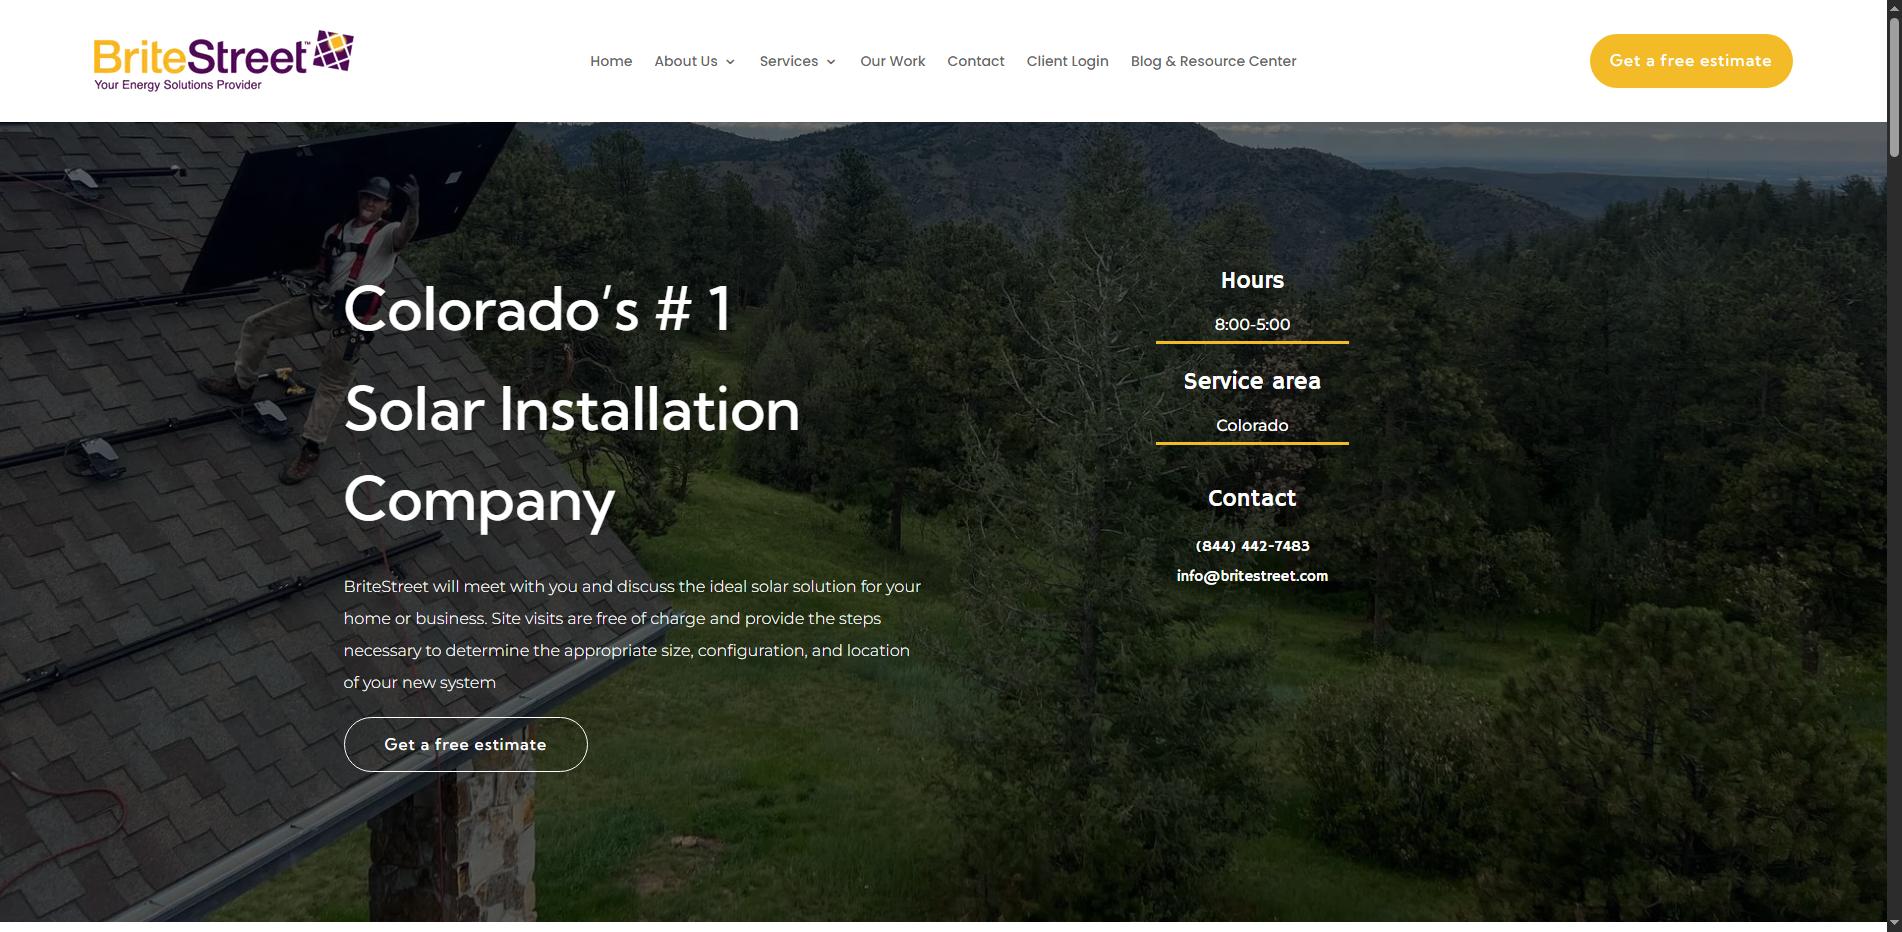 BriteStreet
Your Energy Solutions Provider
Home About Us Services Our Work Contact Client Login Blog & Resource Center
Get a free estimate
Colorado's # 1
Solar Installation
Company
BriteStreet will meet with you and discuss the ideal solar solution for your
home or business. Site visits are free of charge and provide the steps
necessary to determine the appropriate size, configuration, and location
of your new system
Get a free estimate
Hours
8:00-5:00
Service area
Colorado
Contact
(844) 442-7483
info@britestreet.com